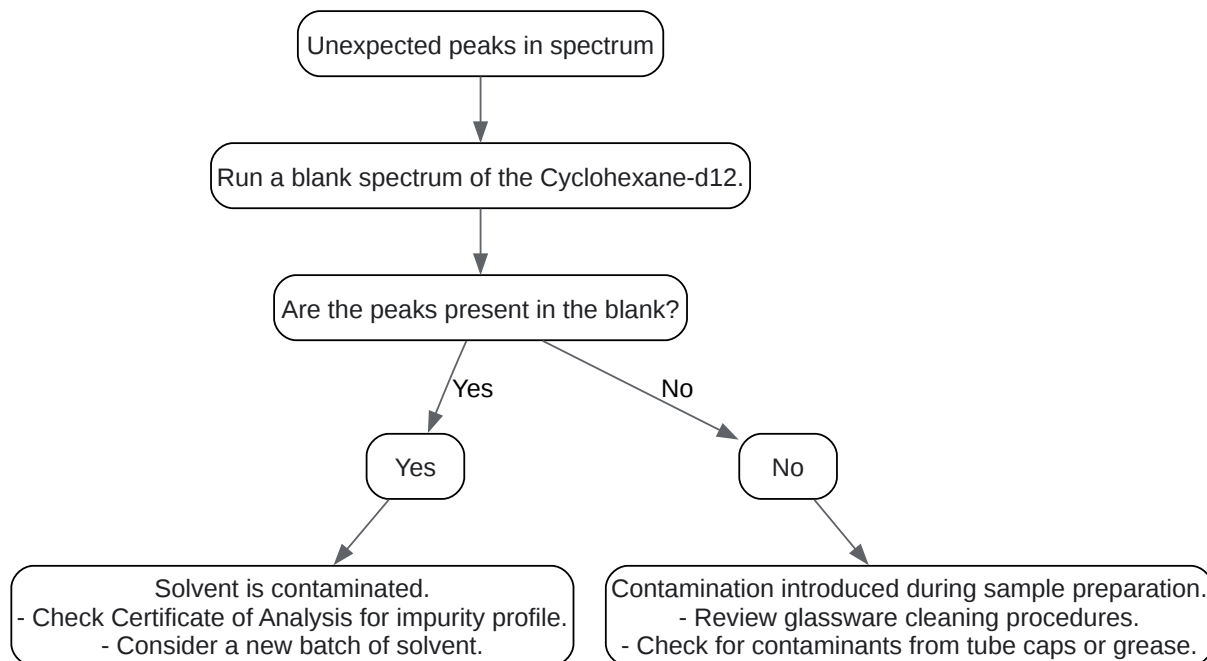 Unexpected peaks in spectrum
Run a blank spectrum of the Cyclohexane-d12.
Are the peaks present in the blank?
Yes
No
Yes
No
Solvent is contaminated.
- Check Certificate of Analysis for impurity profile.
- Consider a new batch of solvent.
Contamination introduced during sample preparation.
- Review glassware cleaning procedures.
- Check for contaminants from tube caps or grease.